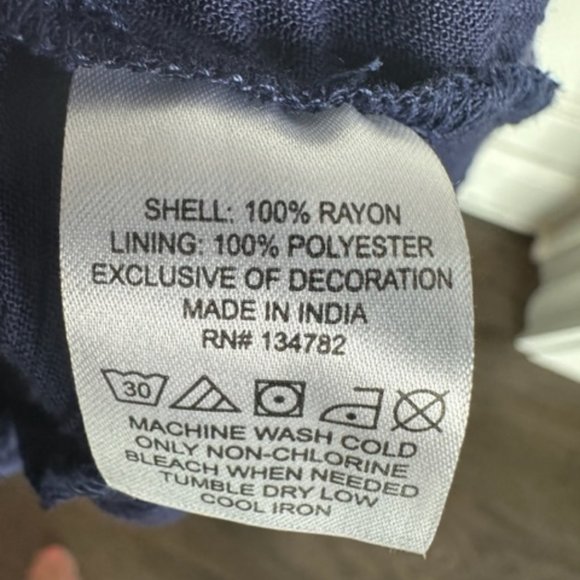 SHELL: 100% RAYON
LINING: 100% POLYESTER
EXCLUSIVE OF DECORATION
MADE IN INDIA
RN# 134782
30
MACHINE WASH COLD
ONLY NON-CHLORINE
BLEACH WHEN NEEDED
TUMBLE DRY LOW
COOL IRON